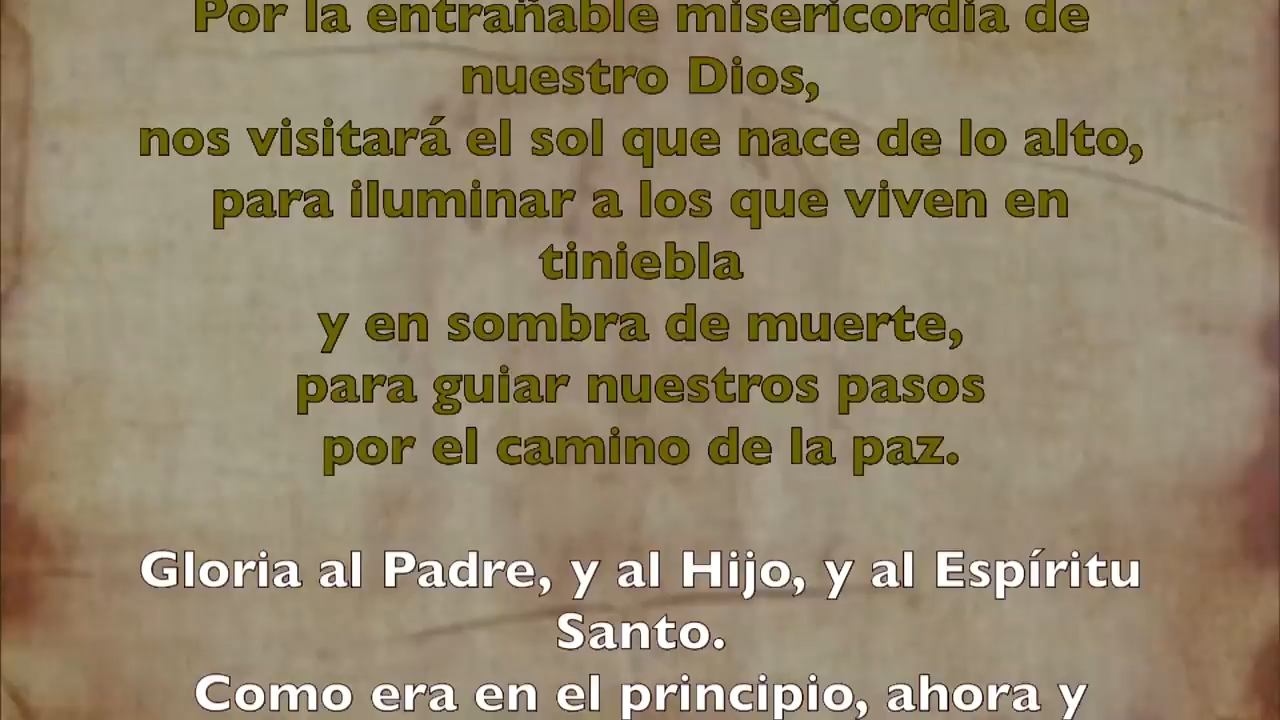 Por la entrañable misericordia de
nuestro Dios,
nos visitará el sol que nace de lo alto,
para iluminar a los que viven en
tiniebla
y en sombra de muerte,
para guiar nuestros pasos
por el camino de la paz.
Gloria al Padre, y al Hijo, y al Espíritu
Santo.
Como era en el principio, ahora y